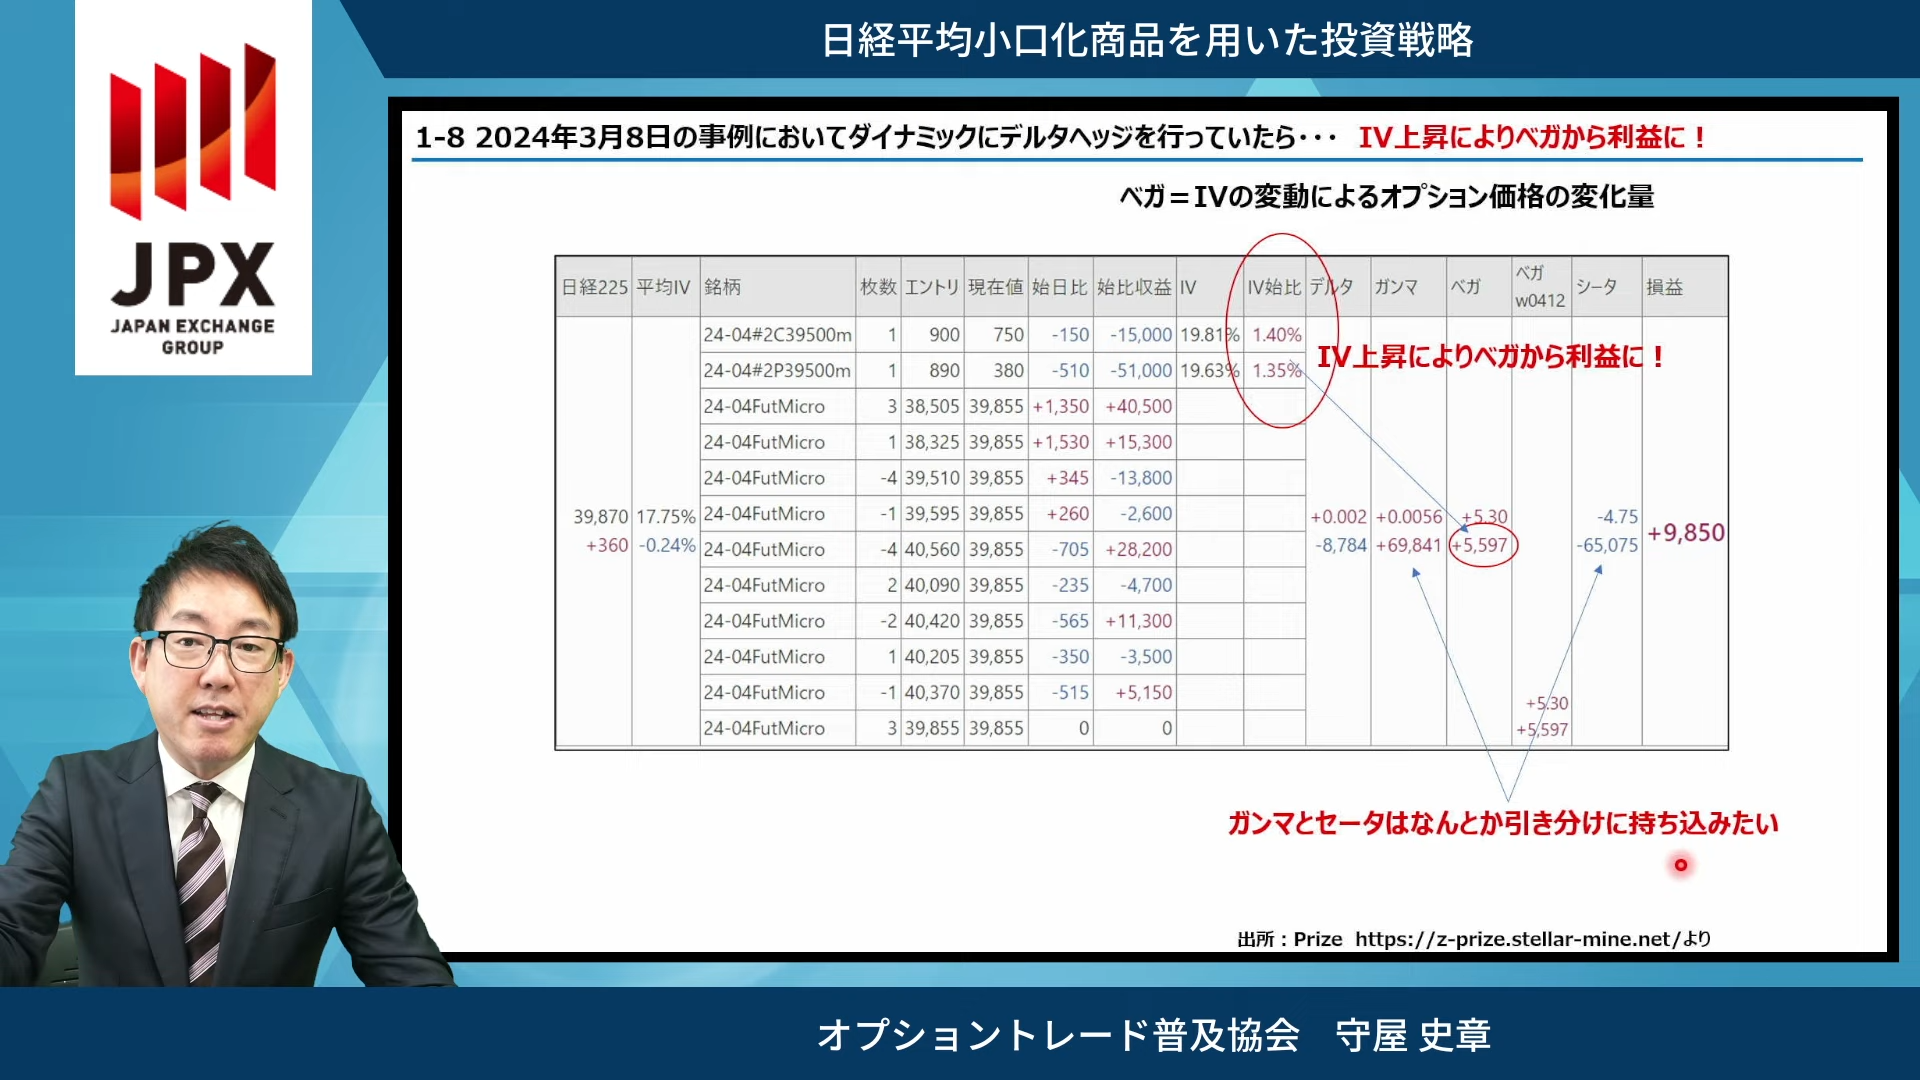 日経平均小口化商品を用いた投資戦略
JPX
JAPAN EXCHANGE
GROUP
1-8 2024年3月8日の事例においてダイナミックにデルタヘッジを行っていたら・・・ IV上昇によりベガから利益に！
ベガ＝IVの変動によるオプション価格の変化量
日経225 平均IV 銘柄 枚数 エントリ 現在値 始日比 始比収益 IV IV始比 デルタ ガンマ ベガ ベガ w0412 シータ 損益
24-04#2C39500m 1 900 750 -150 -15,000 19.81% 1.40%
IV上昇によりベガから利益に！
24-04#2P39500m 1 890 380 -510 -51,000 19.63% 1.35%
24-04FutMicro 3 38,505 39,855 +1,350 +40,500
24-04FutMicro 1 38,325 39,855 +1,530 +15,300
24-04FutMicro -4 39,510 39,855 +345 -13,800
39,870 17.75% 24-04FutMicro -1 39,595 39,855 +260 -2,600 +0.002 +0.0056 +5.30 -4.75 +9,850
+360 -0.24% 24-04FutMicro -4 40,560 39,855 -705 +28,200 -8,784 +69,841 +5,597 -65,075
24-04FutMicro 2 40,090 39,855 -235 -4,700
24-04FutMicro -2 40,420 39,855 -565 +11,300
24-04FutMicro 1 40,205 39,855 -350 -3,500
24-04FutMicro -1 40,370 39,855 -515 +5,150 +5.30
24-04FutMicro 3 39,855 39,855 0 0 +5,597
ガンマとセータはなんとか引き分けに持ち込みたい
出所：Prize https://z-prize.stellar-mine.net/より
オプショントレード普及協会 守屋 史章